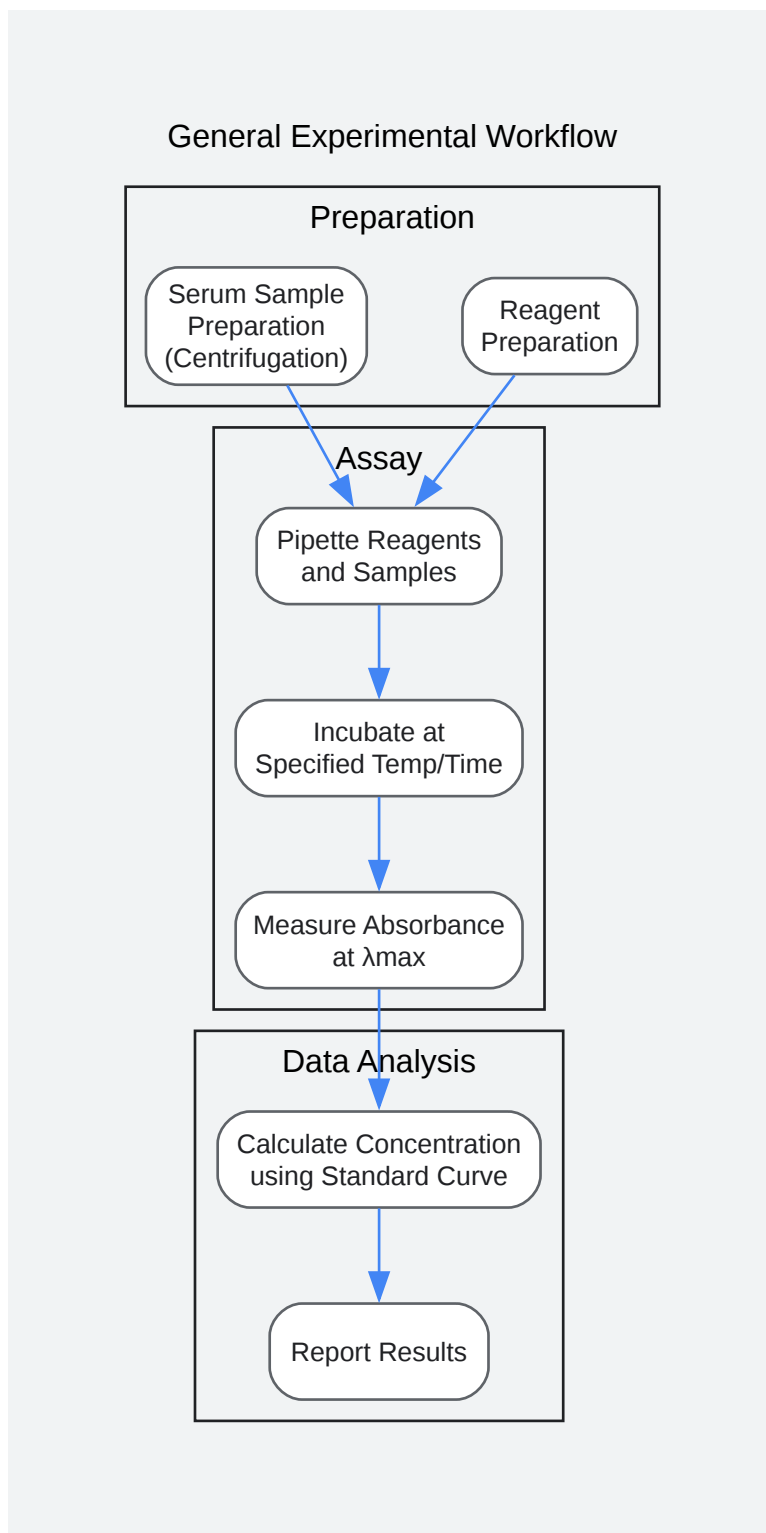 General Experimental Workflow
Preparation
Serum Sample
Preparation
(Centrifugation)
Reagent
Preparation
Assay
Pipette Reagents
and Samples
Incubate at
Specified Temp/Time
Measure Absorbance
at λmax
Data Analysis
Calculate Concentration
using Standard Curve
Report Results